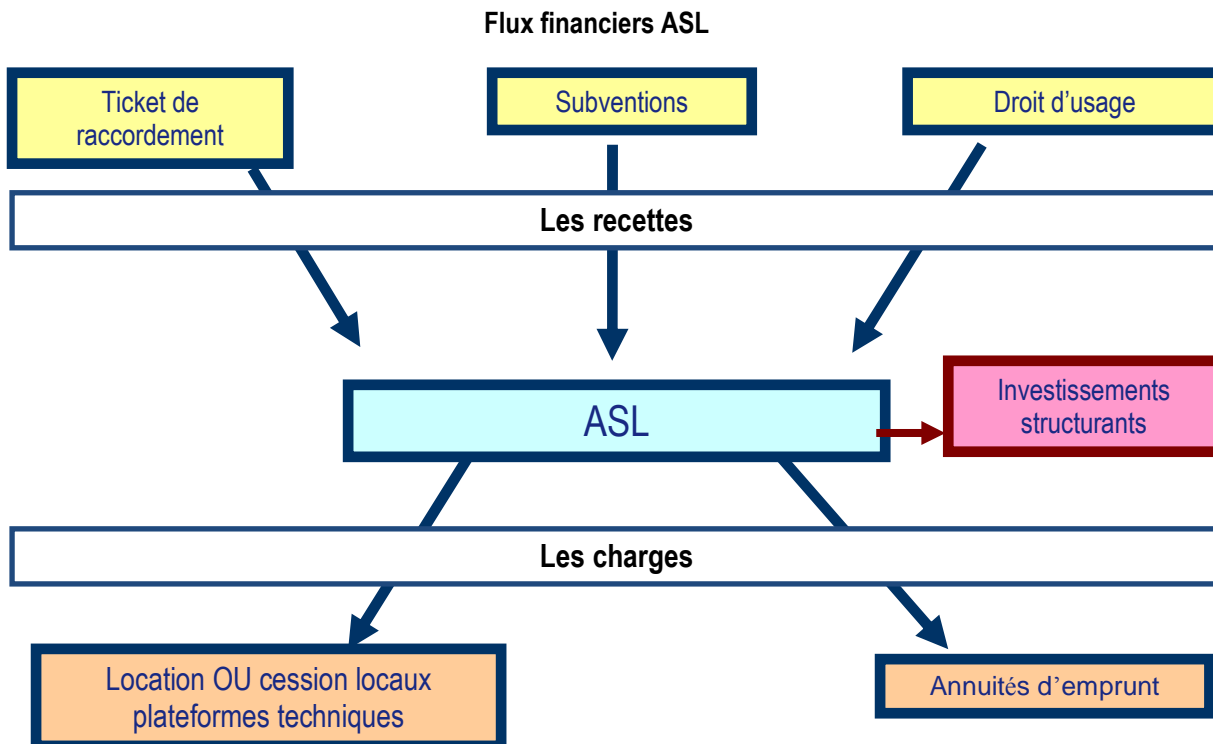 Flux financiers ASL
Ticket de
raccordement
Subventions
Droit d'usage
Les recettes
ASL
Investissements
structurants
Les charges
Location OU cession locaux
plateformes techniques
Annuités d'emprunt